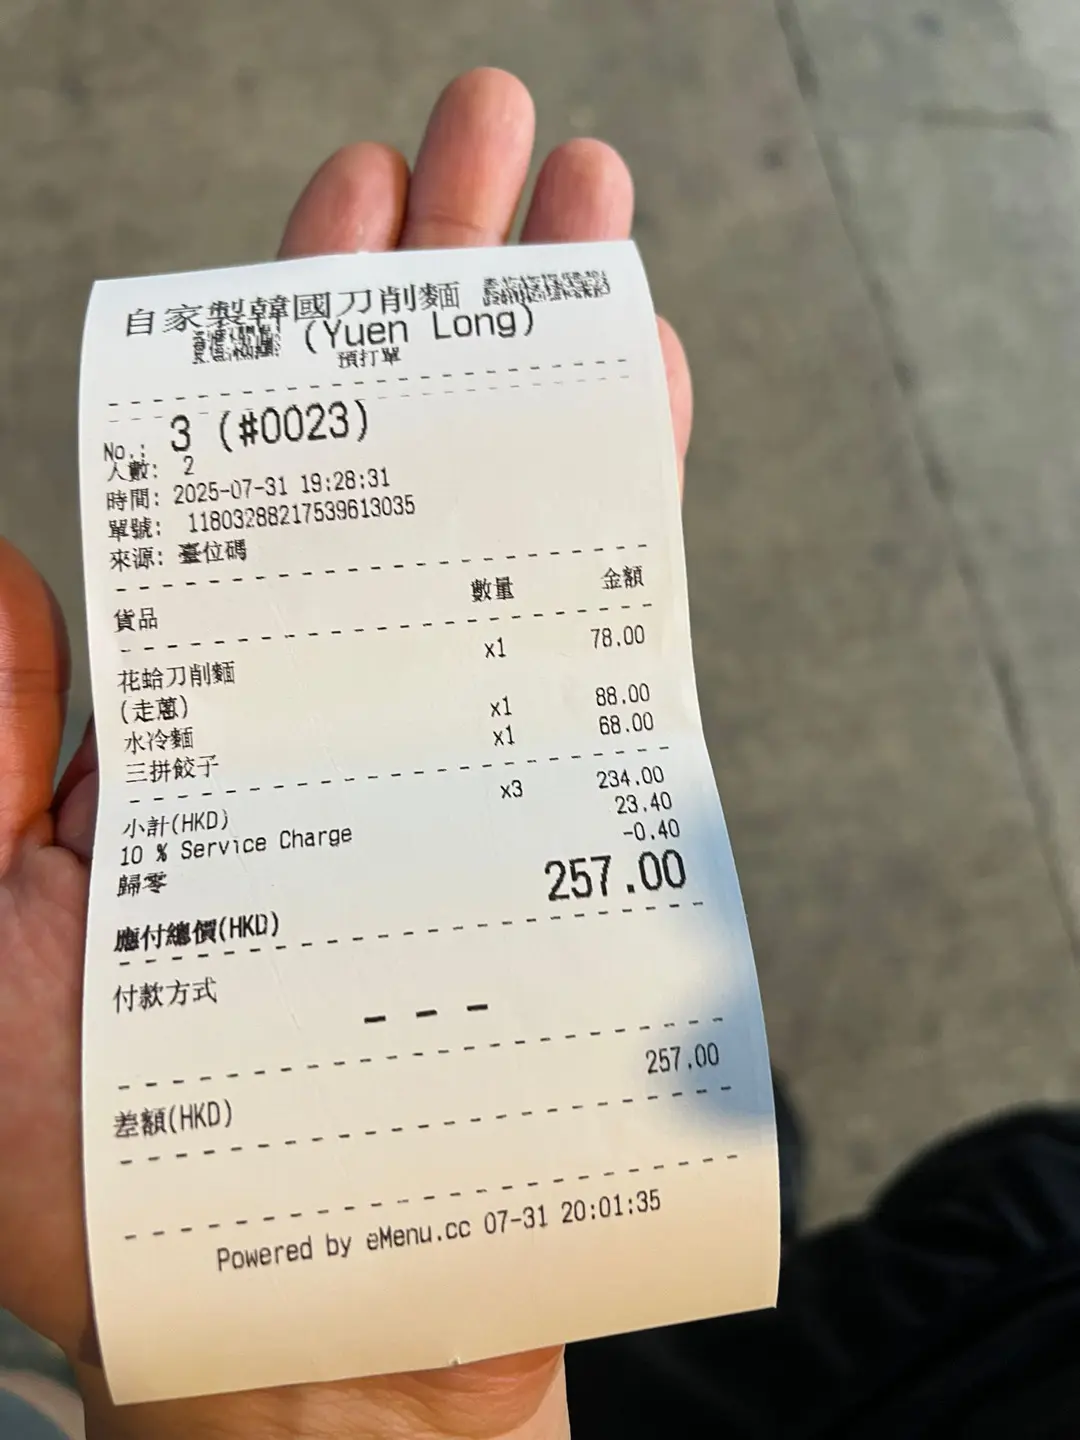 自家製韓國刀削麵
(Yuen Long)
預打單
No.: 3 (#0023)
人數: 2
時間: 2025-07-31 19:28:31
單號: 11803288217539613035
來源: 臺位碼
貨品 數量 金額
花蛤刀削麵 x1 78.00
(走蔥)
水冷麵 x1 88.00
三拼餃子 x1 68.00
小計(HKD) x3 234.00
10 % Service Charge 23.40
歸零 -0.40
應付總價(HKD) 257.00
付款方式
- - -
差額(HKD) 257.00
Powered by eMenu.cc 07-31 20:01:35